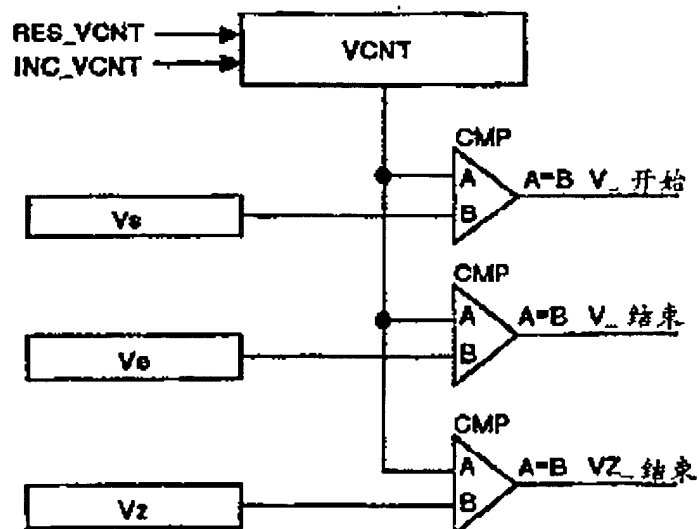 RES_VCNT
INC_VCNT
VCNT
CMP
A
B
A=B V_开始
Vs
CMP
A
B
A=B V_结束
Ve
CMP
A
B
A=B VZ_结束
Vz